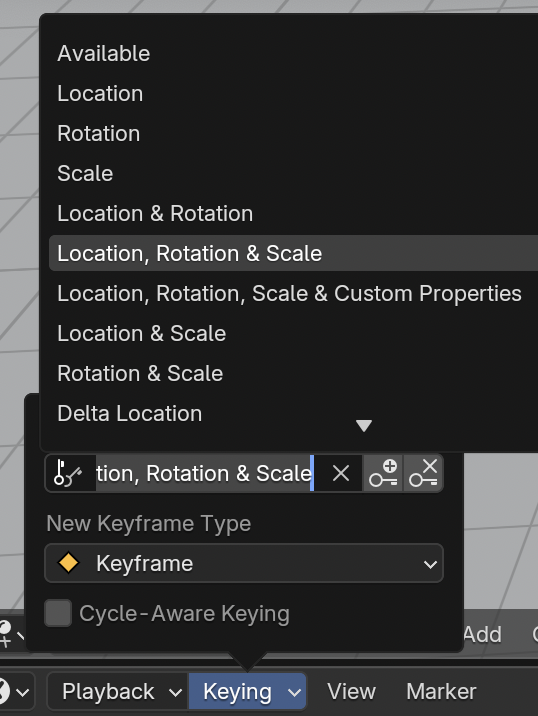 Available
Location
Rotation
Scale
Location & Rotation
Location, Rotation & Scale
Location, Rotation, Scale & Custom Properties
Location & Scale
Rotation & Scale
Delta Location
tion, Rotation & Scale
New Keyframe Type
Keyframe
Cycle-Aware Keying
Add
Playback Keying View Marker